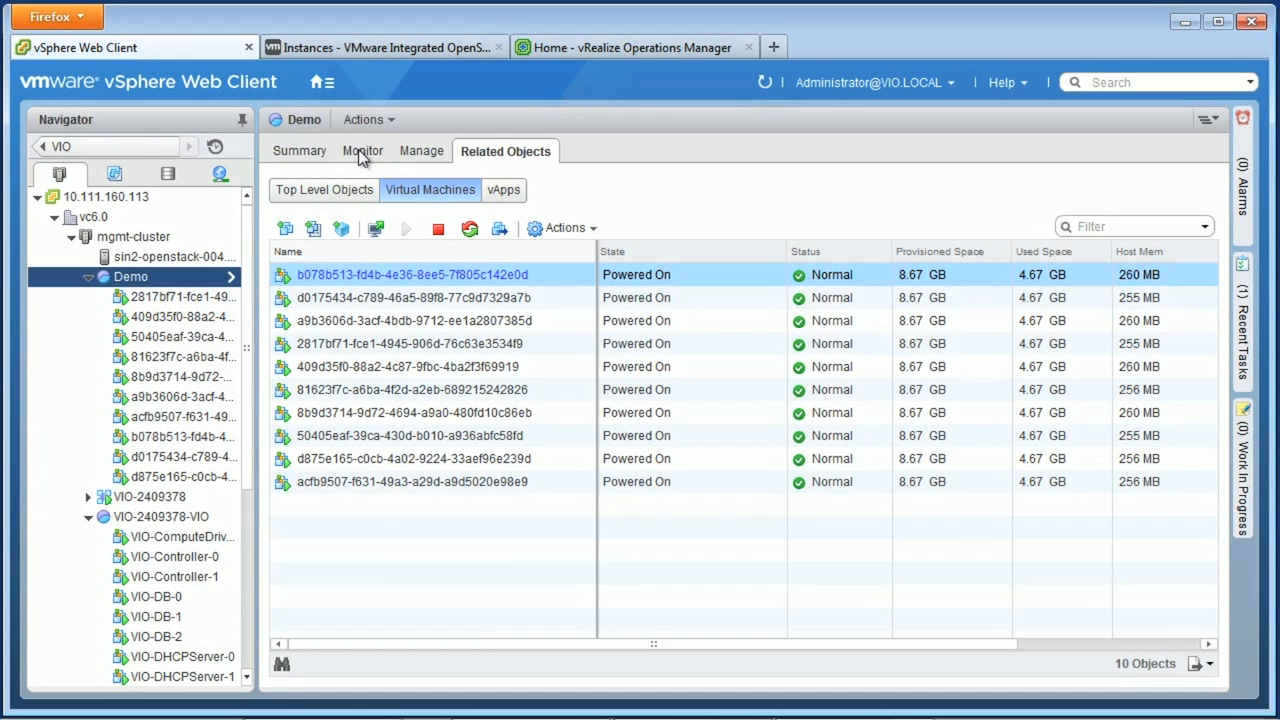 Firefox
vSphere Web Client
Instances - VMware Integrated OpenS...
Home - vRealize Operations Manager
vmware® vSphere Web Client
Administrator@VIO.LOCAL
Help
Search
Navigator
VIO
10.111.160.113
vc6.0
mgmt-cluster
sin2-openstack-004....
Demo
2817bf71-fce1-49...
409d35f0-88a2-4...
50405eaf-39ca-4...
81623f7c-a6ba-4f...
8b9d3714-9d72-...
a9b3606d-3acf-4...
acfb9507-f631-49...
b078b513-fd4b-4...
d0175434-c789-4...
d875e165-c0cb-4...
VIO-2409378
VIO-2409378-VIO
VIO-ComputeDriv...
VIO-Controller-0
VIO-Controller-1
VIO-DB-0
VIO-DB-1
VIO-DB-2
VIO-DHCPServer-0
VIO-DHCPServer-1
Demo Actions
Summary Monitor Manage Related Objects
Top Level Objects Virtual Machines vApps
Actions
Filter
Name State Status Provisioned Space Used Space Host Mem
b078b513-fd4b-4e36-8ee5-7f805c142e0d Powered On Normal 8.67 GB 4.67 GB 260 MB
d0175434-c789-46a5-89f8-77c9d7329a7b Powered On Normal 8.67 GB 4.67 GB 255 MB
a9b3606d-3acf-4bdb-9712-ee1a2807385d Powered On Normal 8.67 GB 4.67 GB 260 MB
2817bf71-fce1-4945-906d-76c63e3534f9 Powered On Normal 8.67 GB 4.67 GB 255 MB
409d35f0-88a2-4c87-9fbc-4ba2f3f69919 Powered On Normal 8.67 GB 4.67 GB 260 MB
81623f7c-a6ba-4f2d-a2eb-689215242826 Powered On Normal 8.67 GB 4.67 GB 256 MB
8b9d3714-9d72-4694-a9a0-480fd10c86eb Powered On Normal 8.67 GB 4.67 GB 260 MB
50405eaf-39ca-430d-b010-a936abfc58fd Powered On Normal 8.67 GB 4.67 GB 255 MB
d875e165-c0cb-4a02-9224-33aef96e239d Powered On Normal 8.67 GB 4.67 GB 256 MB
acfb9507-f631-49a3-a29d-a9d5020e98e9 Powered On Normal 8.67 GB 4.67 GB 256 MB
10 Objects
(0) Alarms
(1) Recent Tasks
(0) Work In Progress